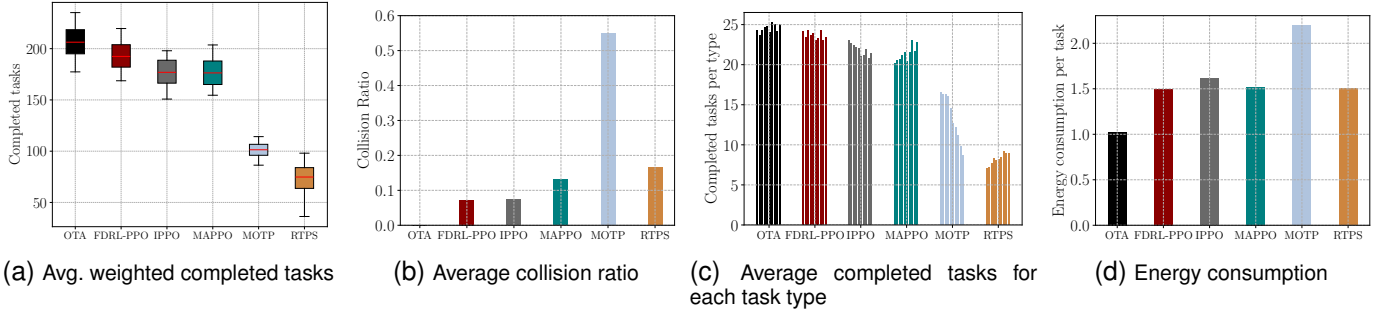 Completed tasks
200
150
100
50
OTA FDRL-PPO IPPO MAPPO MOTP RTPS
(a) Avg. weighted completed tasks
Collision Ratio
0.6
0.5
0.4
0.3
0.2
0.1
0.0
OTA FDRL-PPO IPPO MAPPO MOTP RTPS
(b) Average collision ratio
Completed tasks per type
25
20
15
10
5
0
OTA FDRL-PPO IPPO MAPPO MOTP RTPS
(c) Average completed tasks for
each task type
Energy consumption per task
2.0
1.5
1.0
0.5
0.0
OTA FDRL-PPO IPPO MAPPO MOTP RTPS
(d) Energy consumption